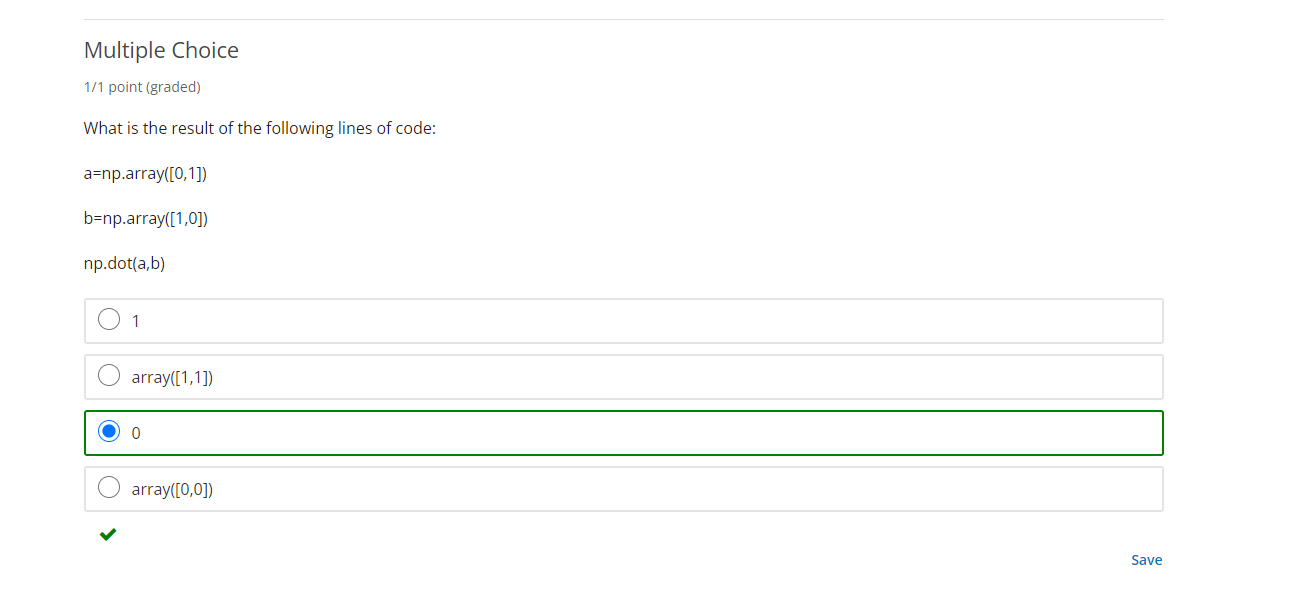 Multiple Choice
1/1 point (graded)
What is the result of the following lines of code:
a=np.array([0,1])
b=np.array([1,0])
np.dot(a,b)
1
array([1,1])
0
array([0,0])
Save